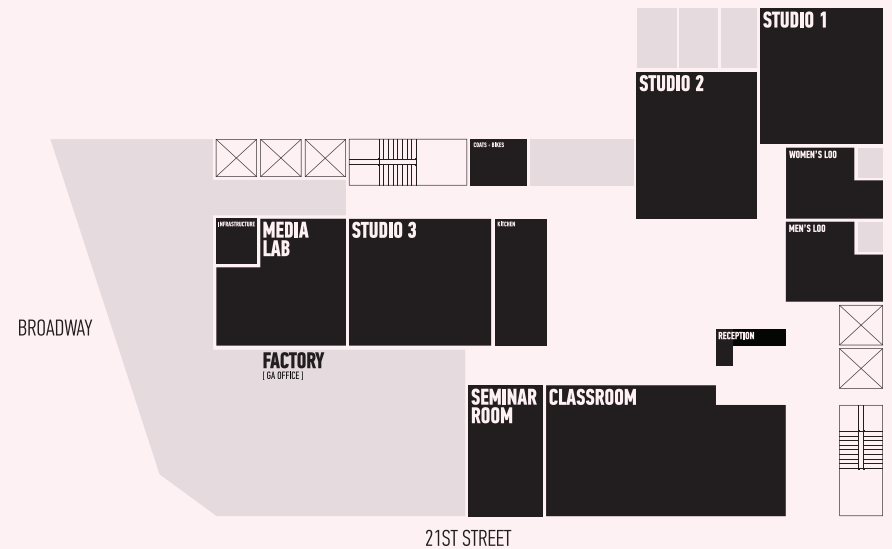 STUDIO 1
STUDIO 2
COATS - BIKES
WOMEN'S LOO
INFRASTRUCTURE
MEDIA
LAB
STUDIO 3
KITCHEN
MEN'S LOO
BROADWAY
RECEPTION
FACTORY
[ GA OFFICE ]
SEMINAR
ROOM
CLASSROOM
21ST STREET